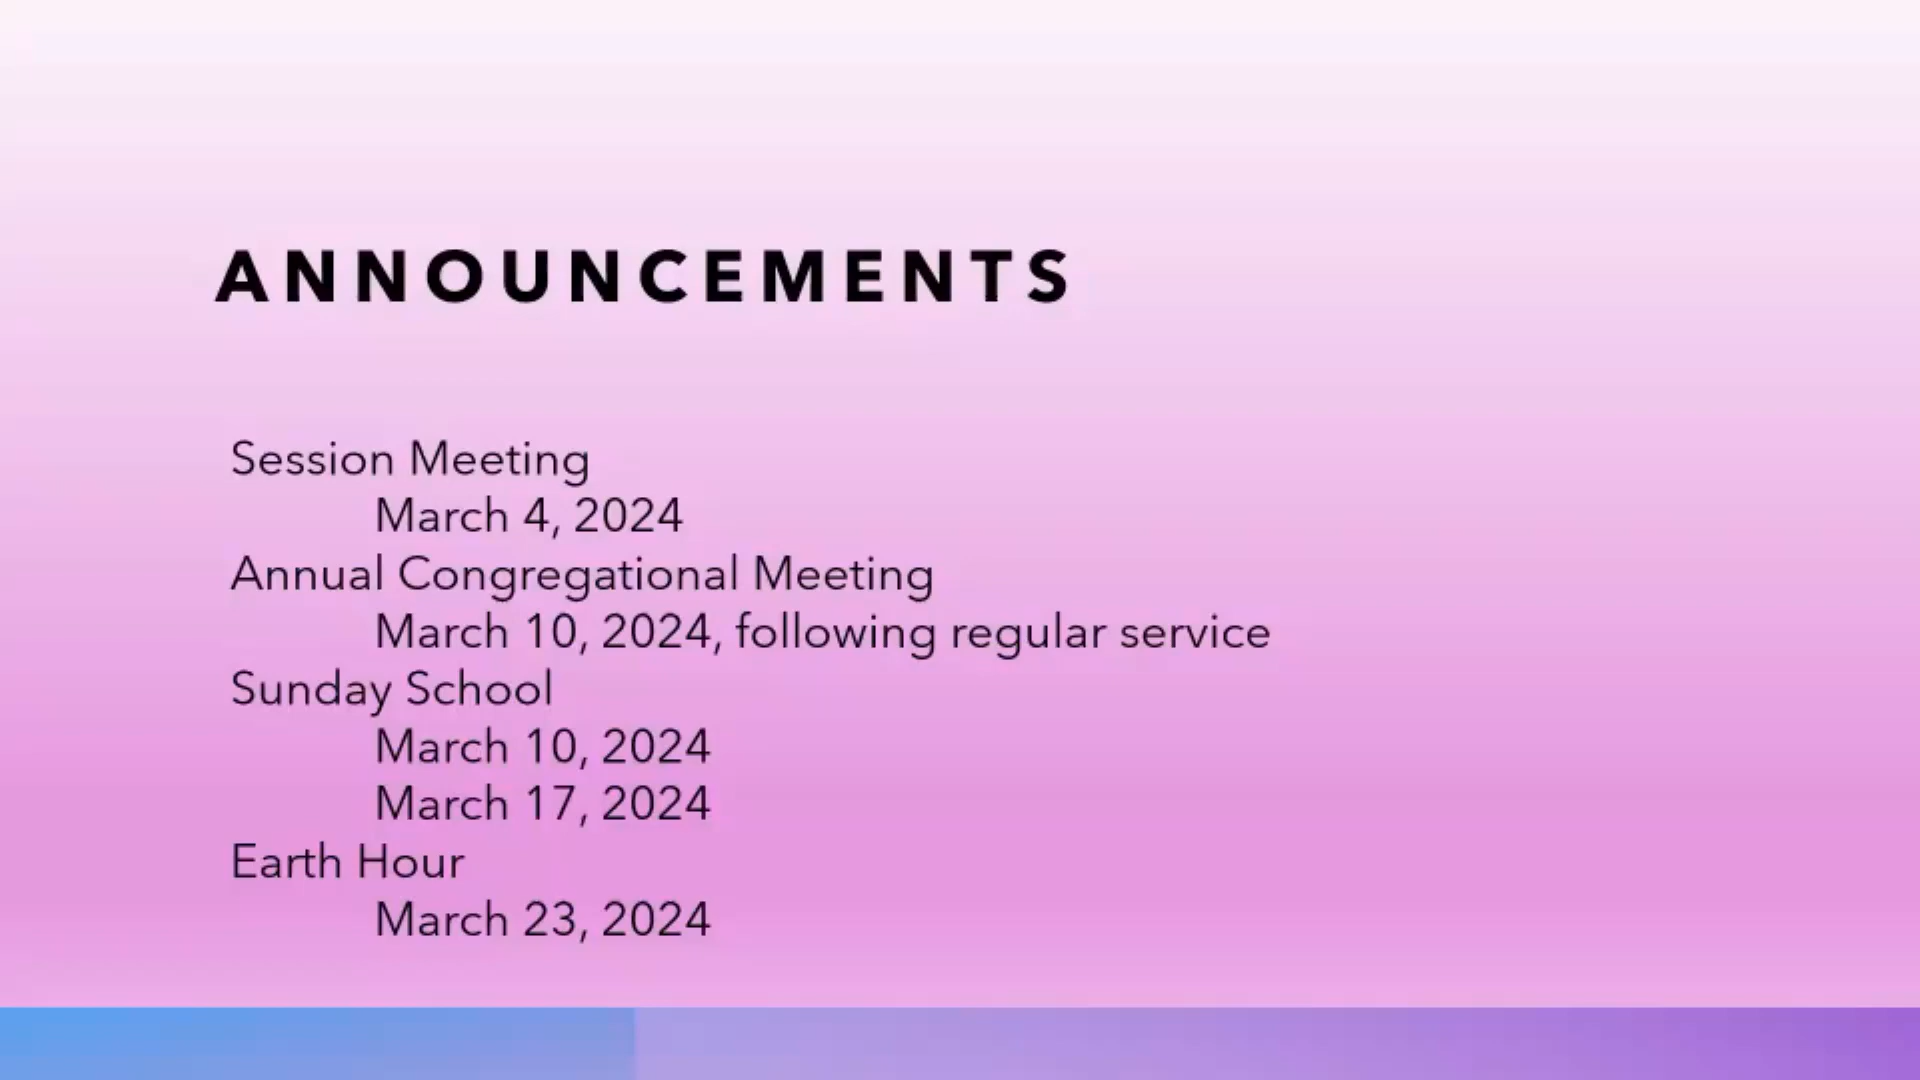 ANNOUNCEMENTS
Session Meeting
March 4, 2024
Annual Congregational Meeting
March 10, 2024, following regular service
Sunday School
March 10, 2024
March 17, 2024
Earth Hour
March 23, 2024